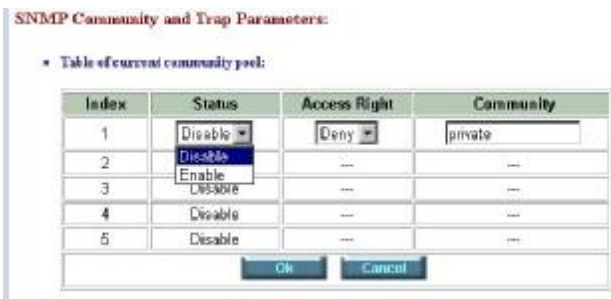 SNMP Community and Trap Parameters:
Table of current community pool:
Index Status Access Right Community
1 Disable Deny private
Disable
Enable
2 --- ---
3 Disable --- ---
4 Disable --- ---
5 Disable --- ---
Ok Cancel